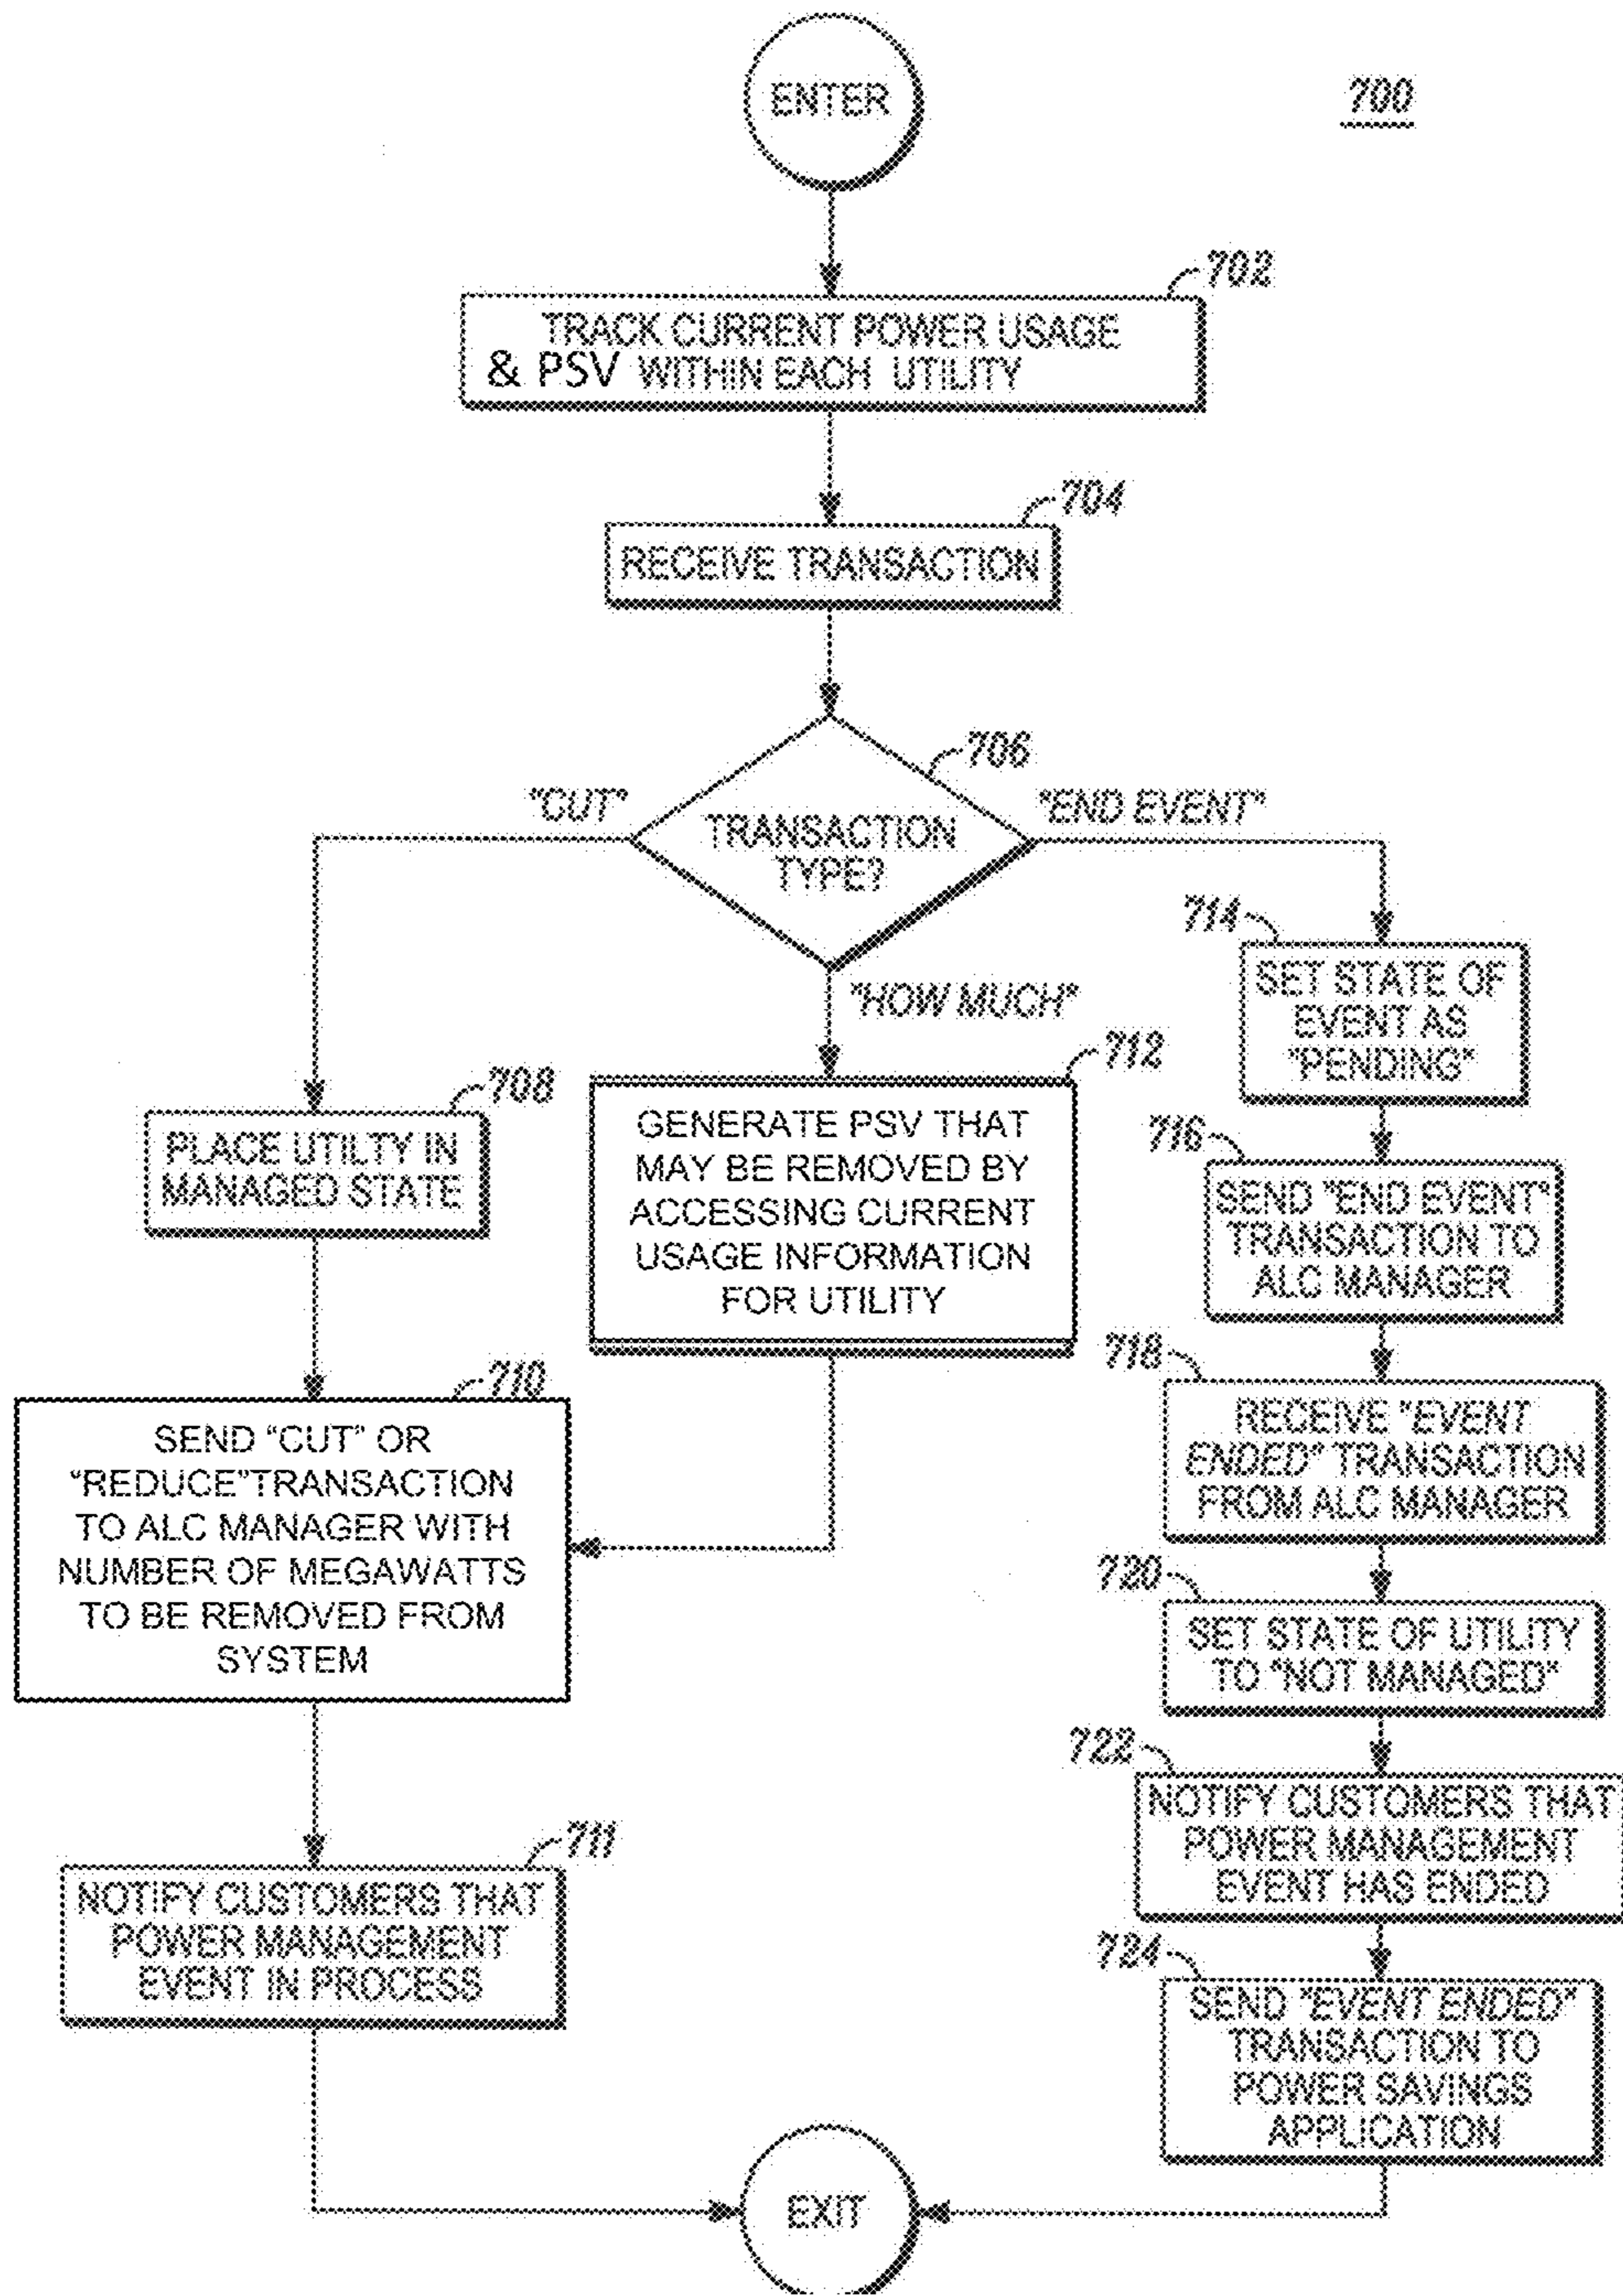 ENTER
700
702
TRACK CURRENT POWER USAGE
& PSV WITHIN EACH UTILITY
704
RECEIVE TRANSACTION
706
"CUT"
"END EVENT"
TRANSACTION
TYPE?
"HOW MUCH"
708
PLACE UTILTY IN
MANAGED STATE
712
GENERATE PSV THAT
MAY BE REMOVED BY
ACCESSING CURRENT
USAGE INFORMATION
FOR UTILITY
710
SEND "CUT" OR
"REDUCE"TRANSACTION
TO ALC MANAGER WITH
NUMBER OF MEGAWATTS
TO BE REMOVED FROM
SYSTEM
711
NOTIFY CUSTOMERS THAT
POWER MANAGEMENT
EVENT IN PROCESS
714
SET STATE OF
EVENT AS
"PENDING"
716
SEND "END EVENT"
TRANSACTION TO
ALC MANAGER
718
RECEIVE "EVENT
ENDED" TRANSACTION
FROM ALC MANAGER
720
SET STATE OF UTILITY
TO "NOT MANAGED"
722
NOTIFY CUSTOMERS THAT
POWER MANAGEMENT
EVENT HAS ENDED
724
SEND "EVENT ENDED"
TRANSACTION TO
POWER SAVINGS
APPLICATION
EXIT